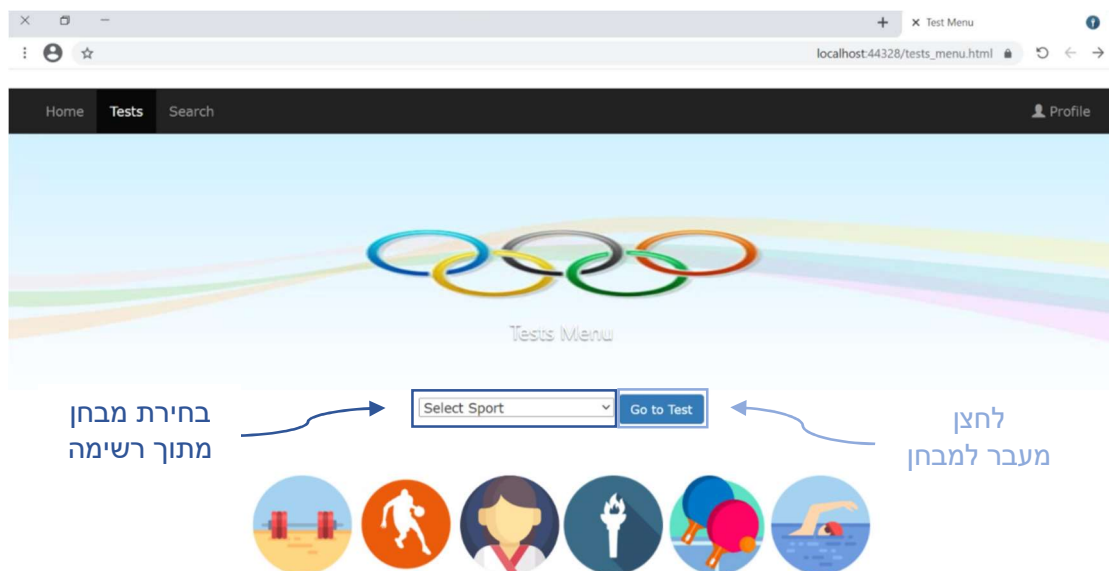 Test Menu
localhost:44328/tests_menu.html
Home Tests Search Profile
Tests Menu
Select Sport Go to Test
בחירת מבחן
מתוך רשימה
לחצן
מעבר למבחן